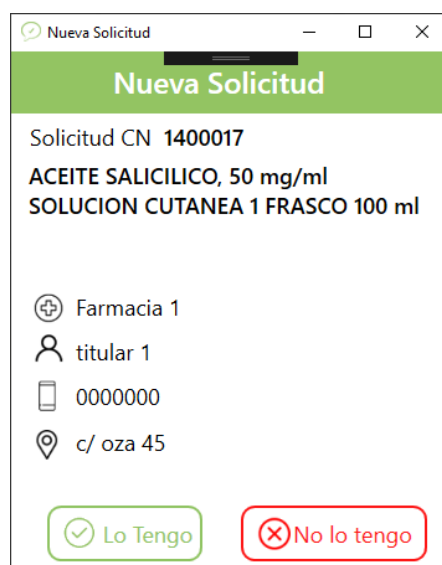 Nueva Solicitud
Nueva Solicitud
Solicitud CN 1400017
ACEITE SALICILICO, 50 mg/ml
SOLUCION CUTANEA 1 FRASCO 100 ml
Farmacia 1
titular 1
0000000
c/ oza 45
Lo Tengo
No lo tengo